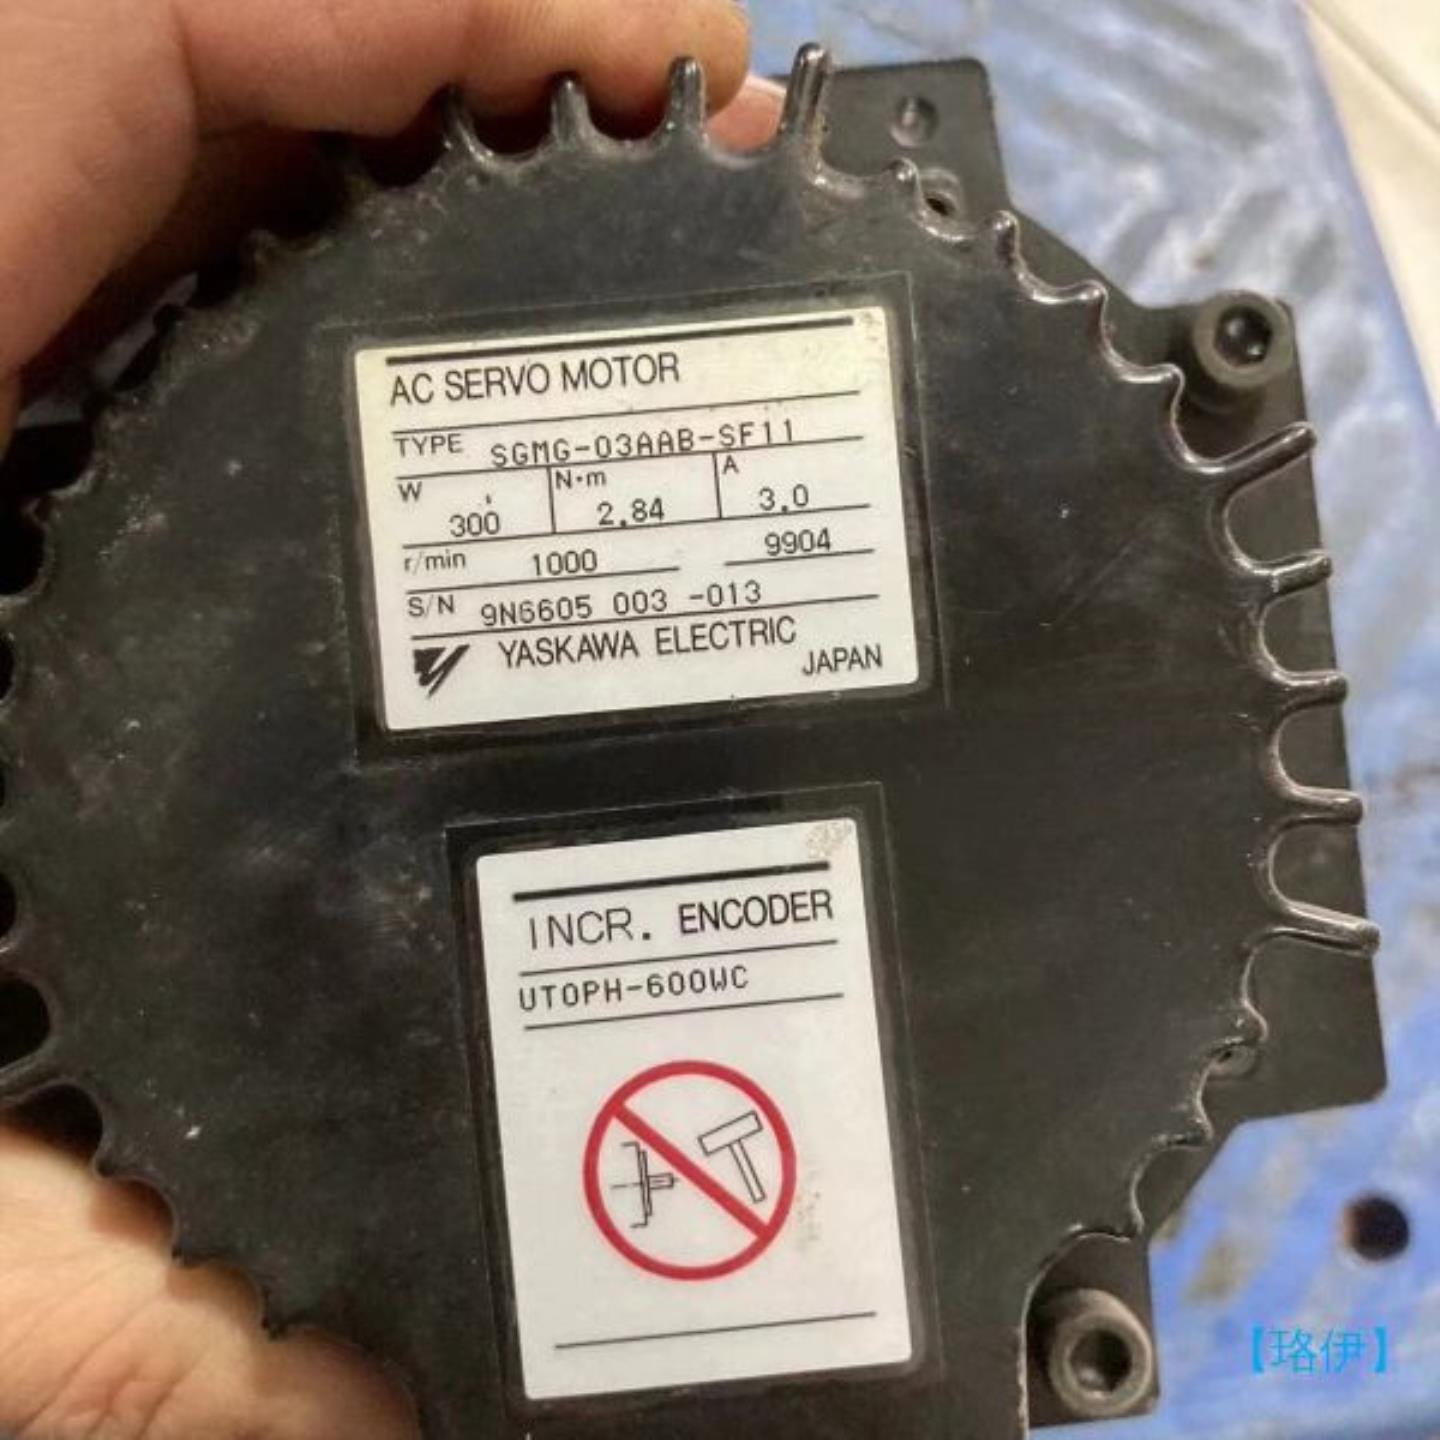 AC SERVO MOTOR
TYPE SGMG-03AAB-SF11
W 300 N·m 2.84 A 3.0
r/min 1000 9904
S/N 9N6605 003 -013
YASKAWA ELECTRIC
JAPAN
INCR. ENCODER
UTOPH-600WC
【珞伊】